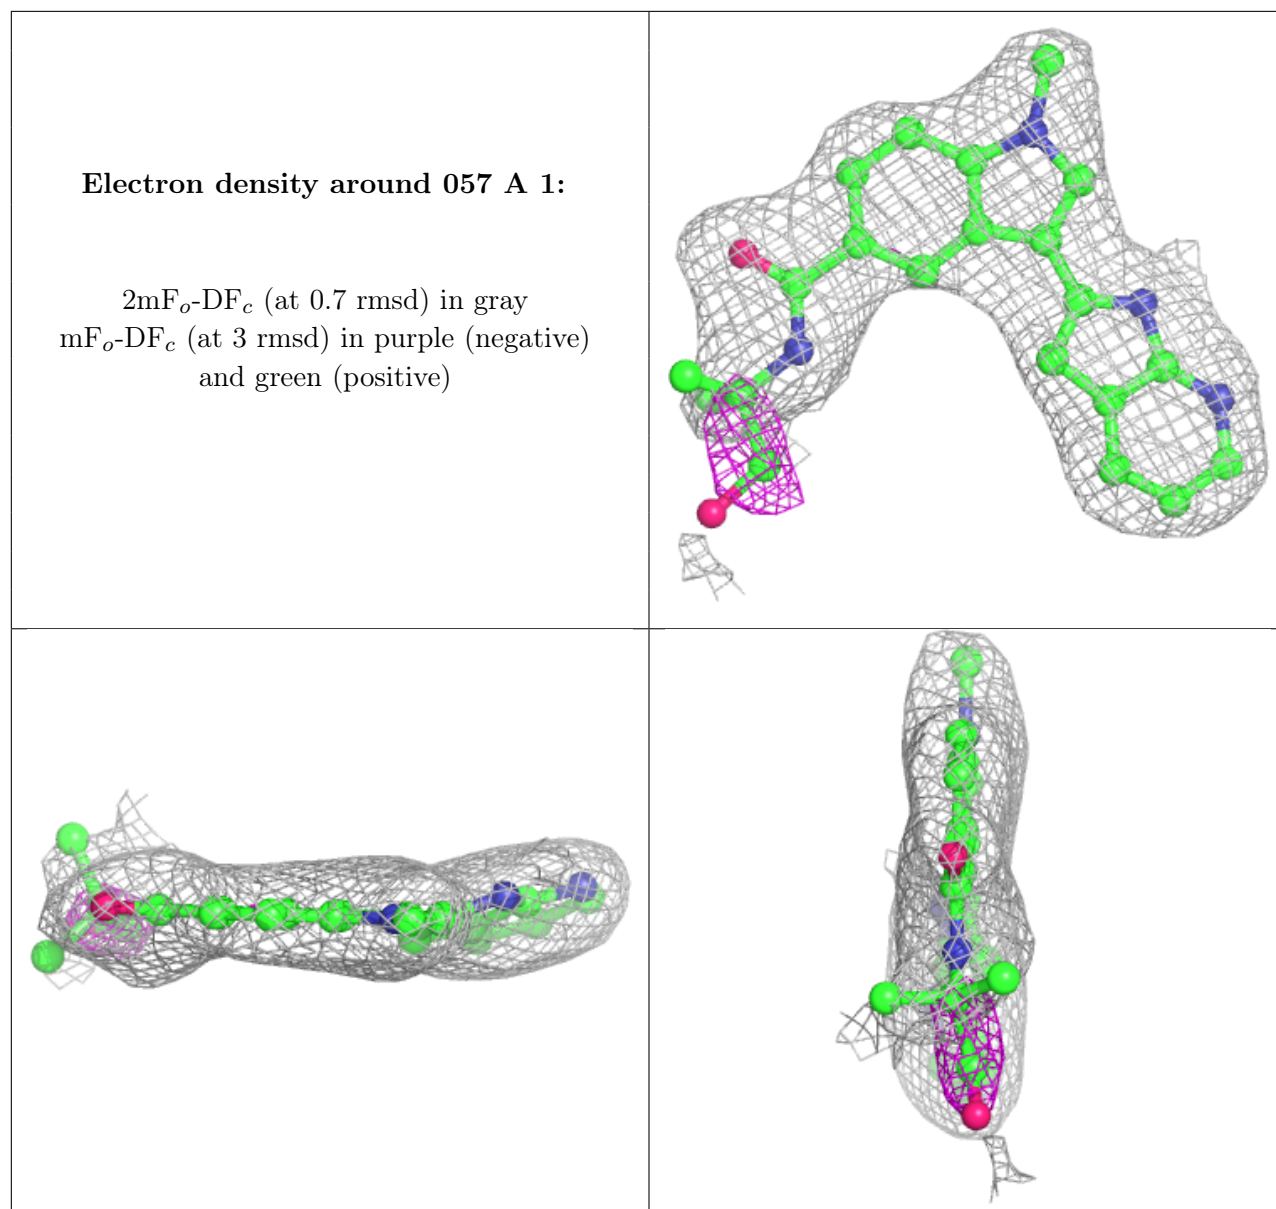 Electron density around 057 A 1:
2mFo-DFc (at 0.7 rmsd) in gray
mFo-DFc (at 3 rmsd) in purple (negative)
and green (positive)